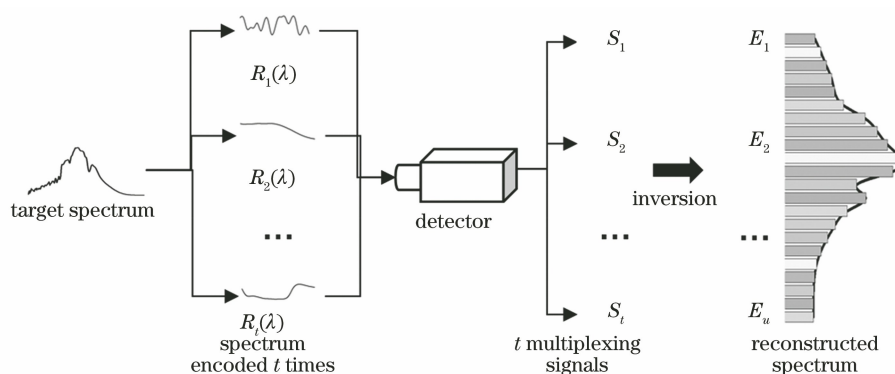 target spectrum
R₁(λ)
R₂(λ)
...
Rₜ(λ)
spectrum
encoded t times
detector
S₁
S₂
...
Sₜ
t multiplexing
signals
inversion
E₁
E₂
...
Eᵤ
reconstructed
spectrum